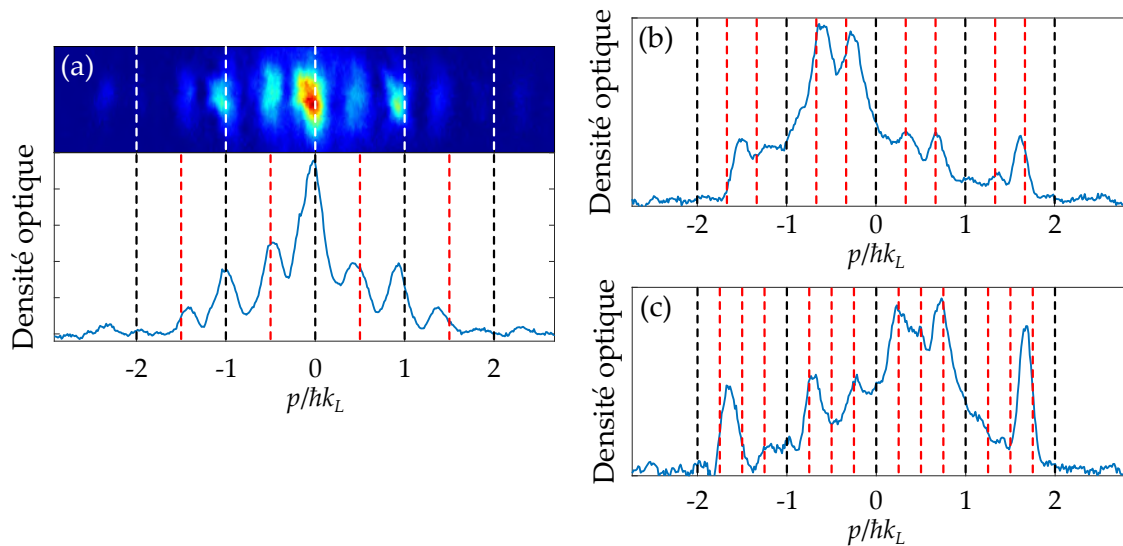 (a)
Densité optique
-2 -1 0 1 2
p/ħk_L
(b)
Densité optique
-2 -1 0 1 2
p/ħk_L
(c)
Densité optique
-2 -1 0 1 2
p/ħk_L